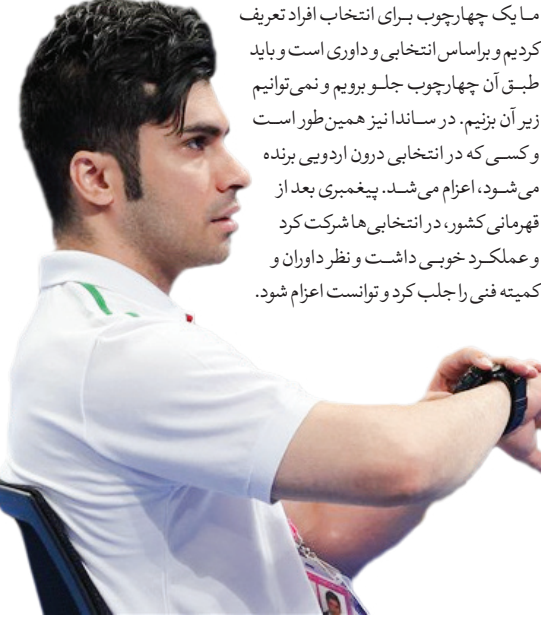 ما یک چهارچوب برای انتخاب افراد تعریف
کردیم و براساس انتخابی و داوری است و باید
طبق آن چهارچوب جلو برویم و نمی‌توانیم
زیر آن بزنیم. در ساندا نیز همین‌طور است
و کسی که در انتخابی درون اردویی برنده
می‌شود، اعزام می‌شد. پیغمبری بعد از
قهرمانی کشور، در انتخابی‌ها شرکت کرد
و عملکرد خوبی داشت و نظر داوران و
کمیته فنی را جلب کرد و توانست اعزام شود.